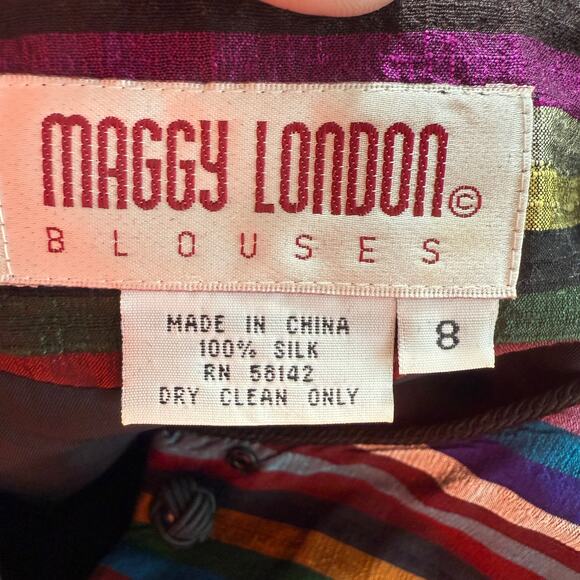 MAGGY LONDON©
BLOUSES
MADE IN CHINA
100% SILK
RN 58142
DRY CLEAN ONLY
8